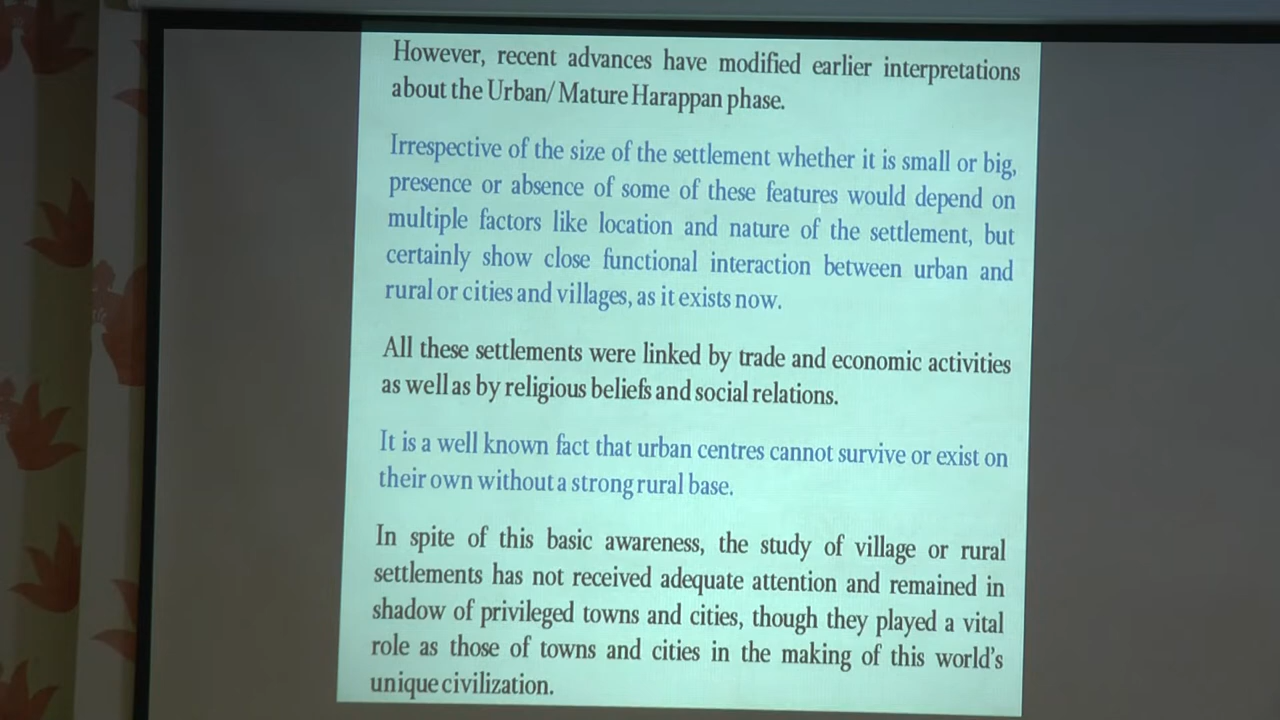 However, recent advances have modified earlier interpretations
about the Urban/ Mature Harappan phase.
Irrespective of the size of the settlement whether it is small or big,
presence or absence of some of these features would depend on
multiple factors like location and nature of the settlement, but
certainly show close functional interaction between urban and
rural or cities and villages, as it exists now.
All these settlements were linked by trade and economic activities
as well as by religious beliefs and social relations.
It is a well known fact that urban centres cannot survive or exist on
their own without a strong rural base.
In spite of this basic awareness, the study of village or rural
settlements has not received adequate attention and remained in
shadow of privileged towns and cities, though they played a vital
role as those of towns and cities in the making of this world's
unique civilization.